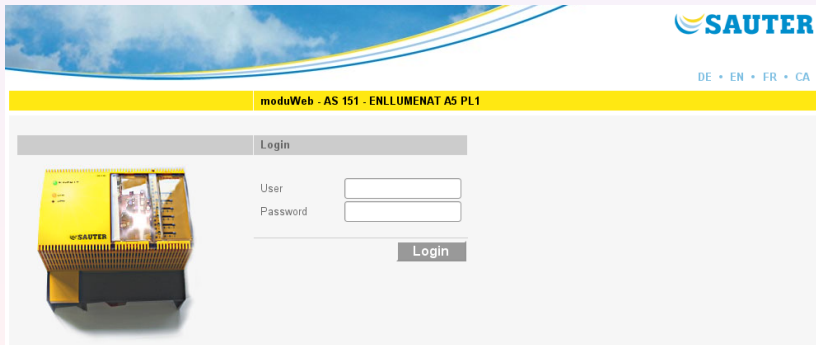 SAUTER
DE • EN • FR • CA
moduWeb - AS 151 - ENLLUMENAT A5 PL1
Login
User
Password
SAUTER
Login